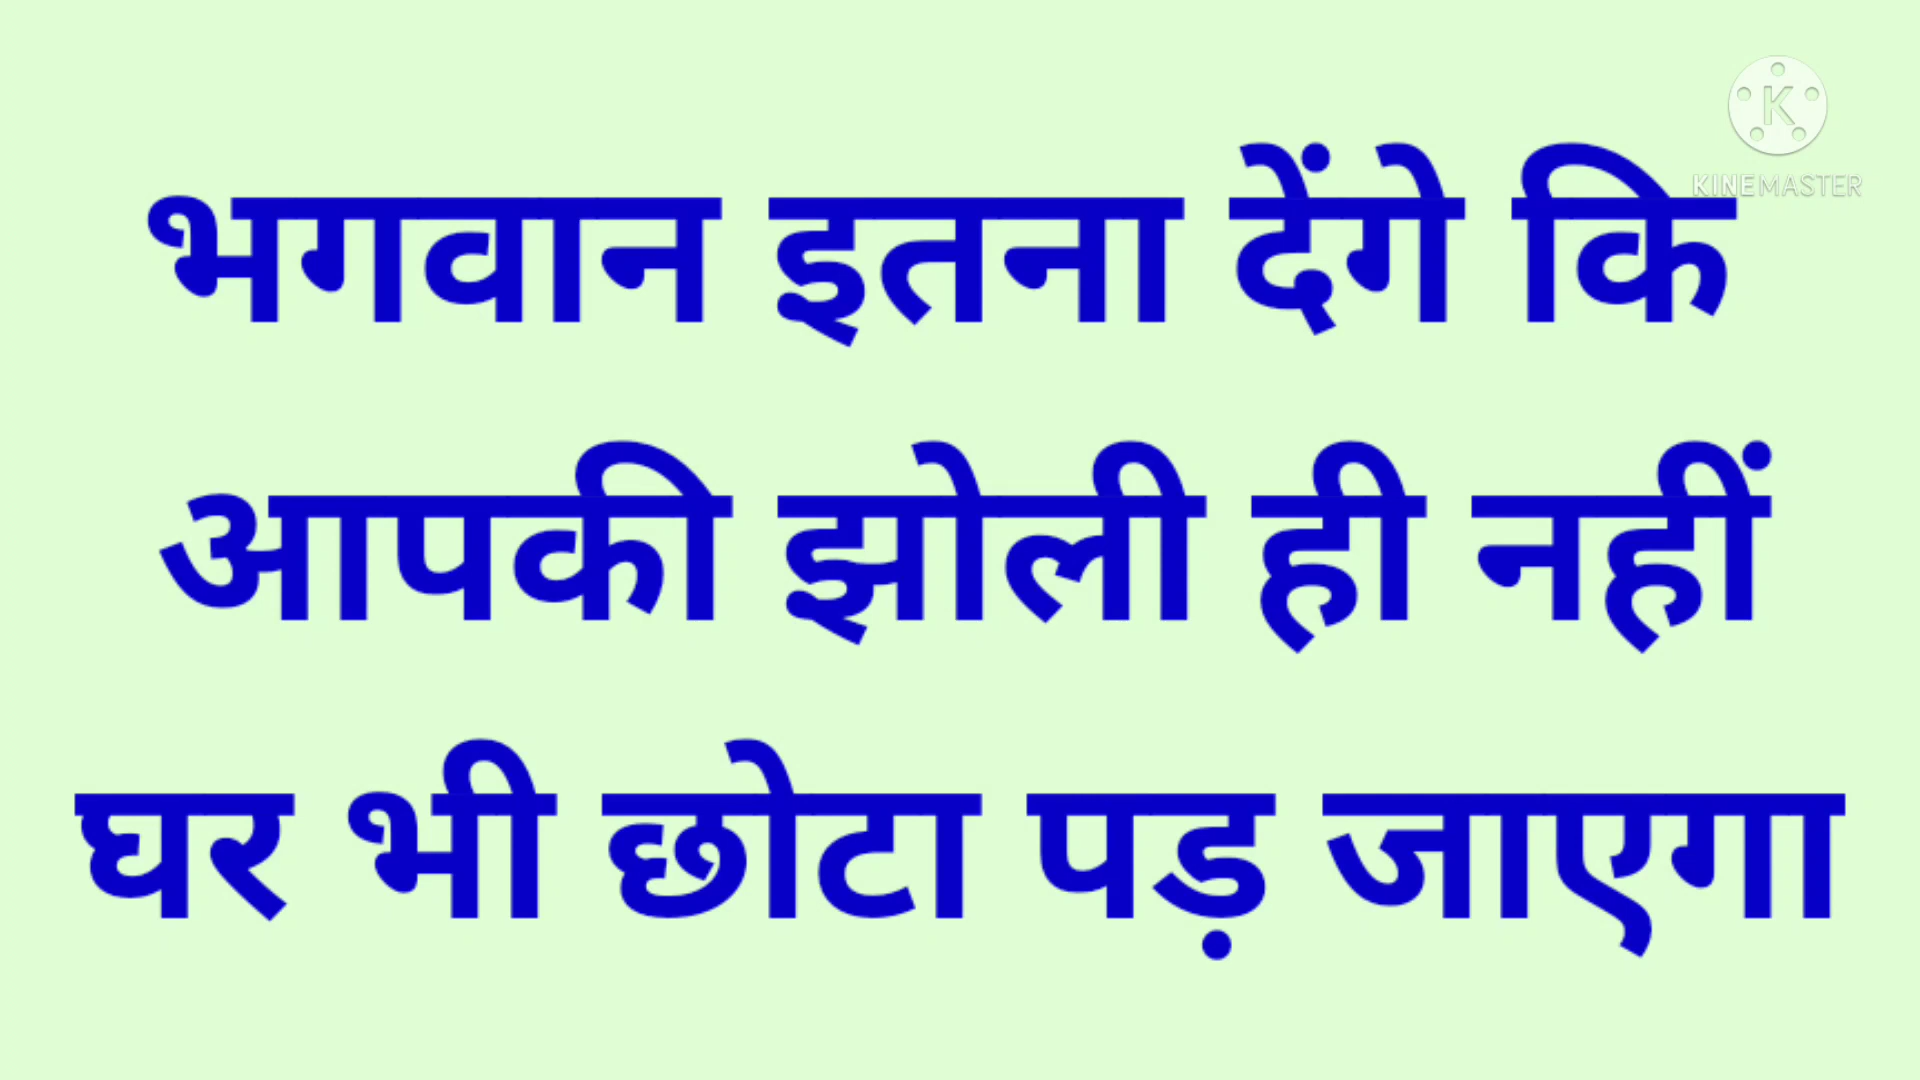 भगवान इतना देंगे कि
आपकी झोली ही नहीं
घर भी छोटा पड़ जाएगा
K
KINEMASTER